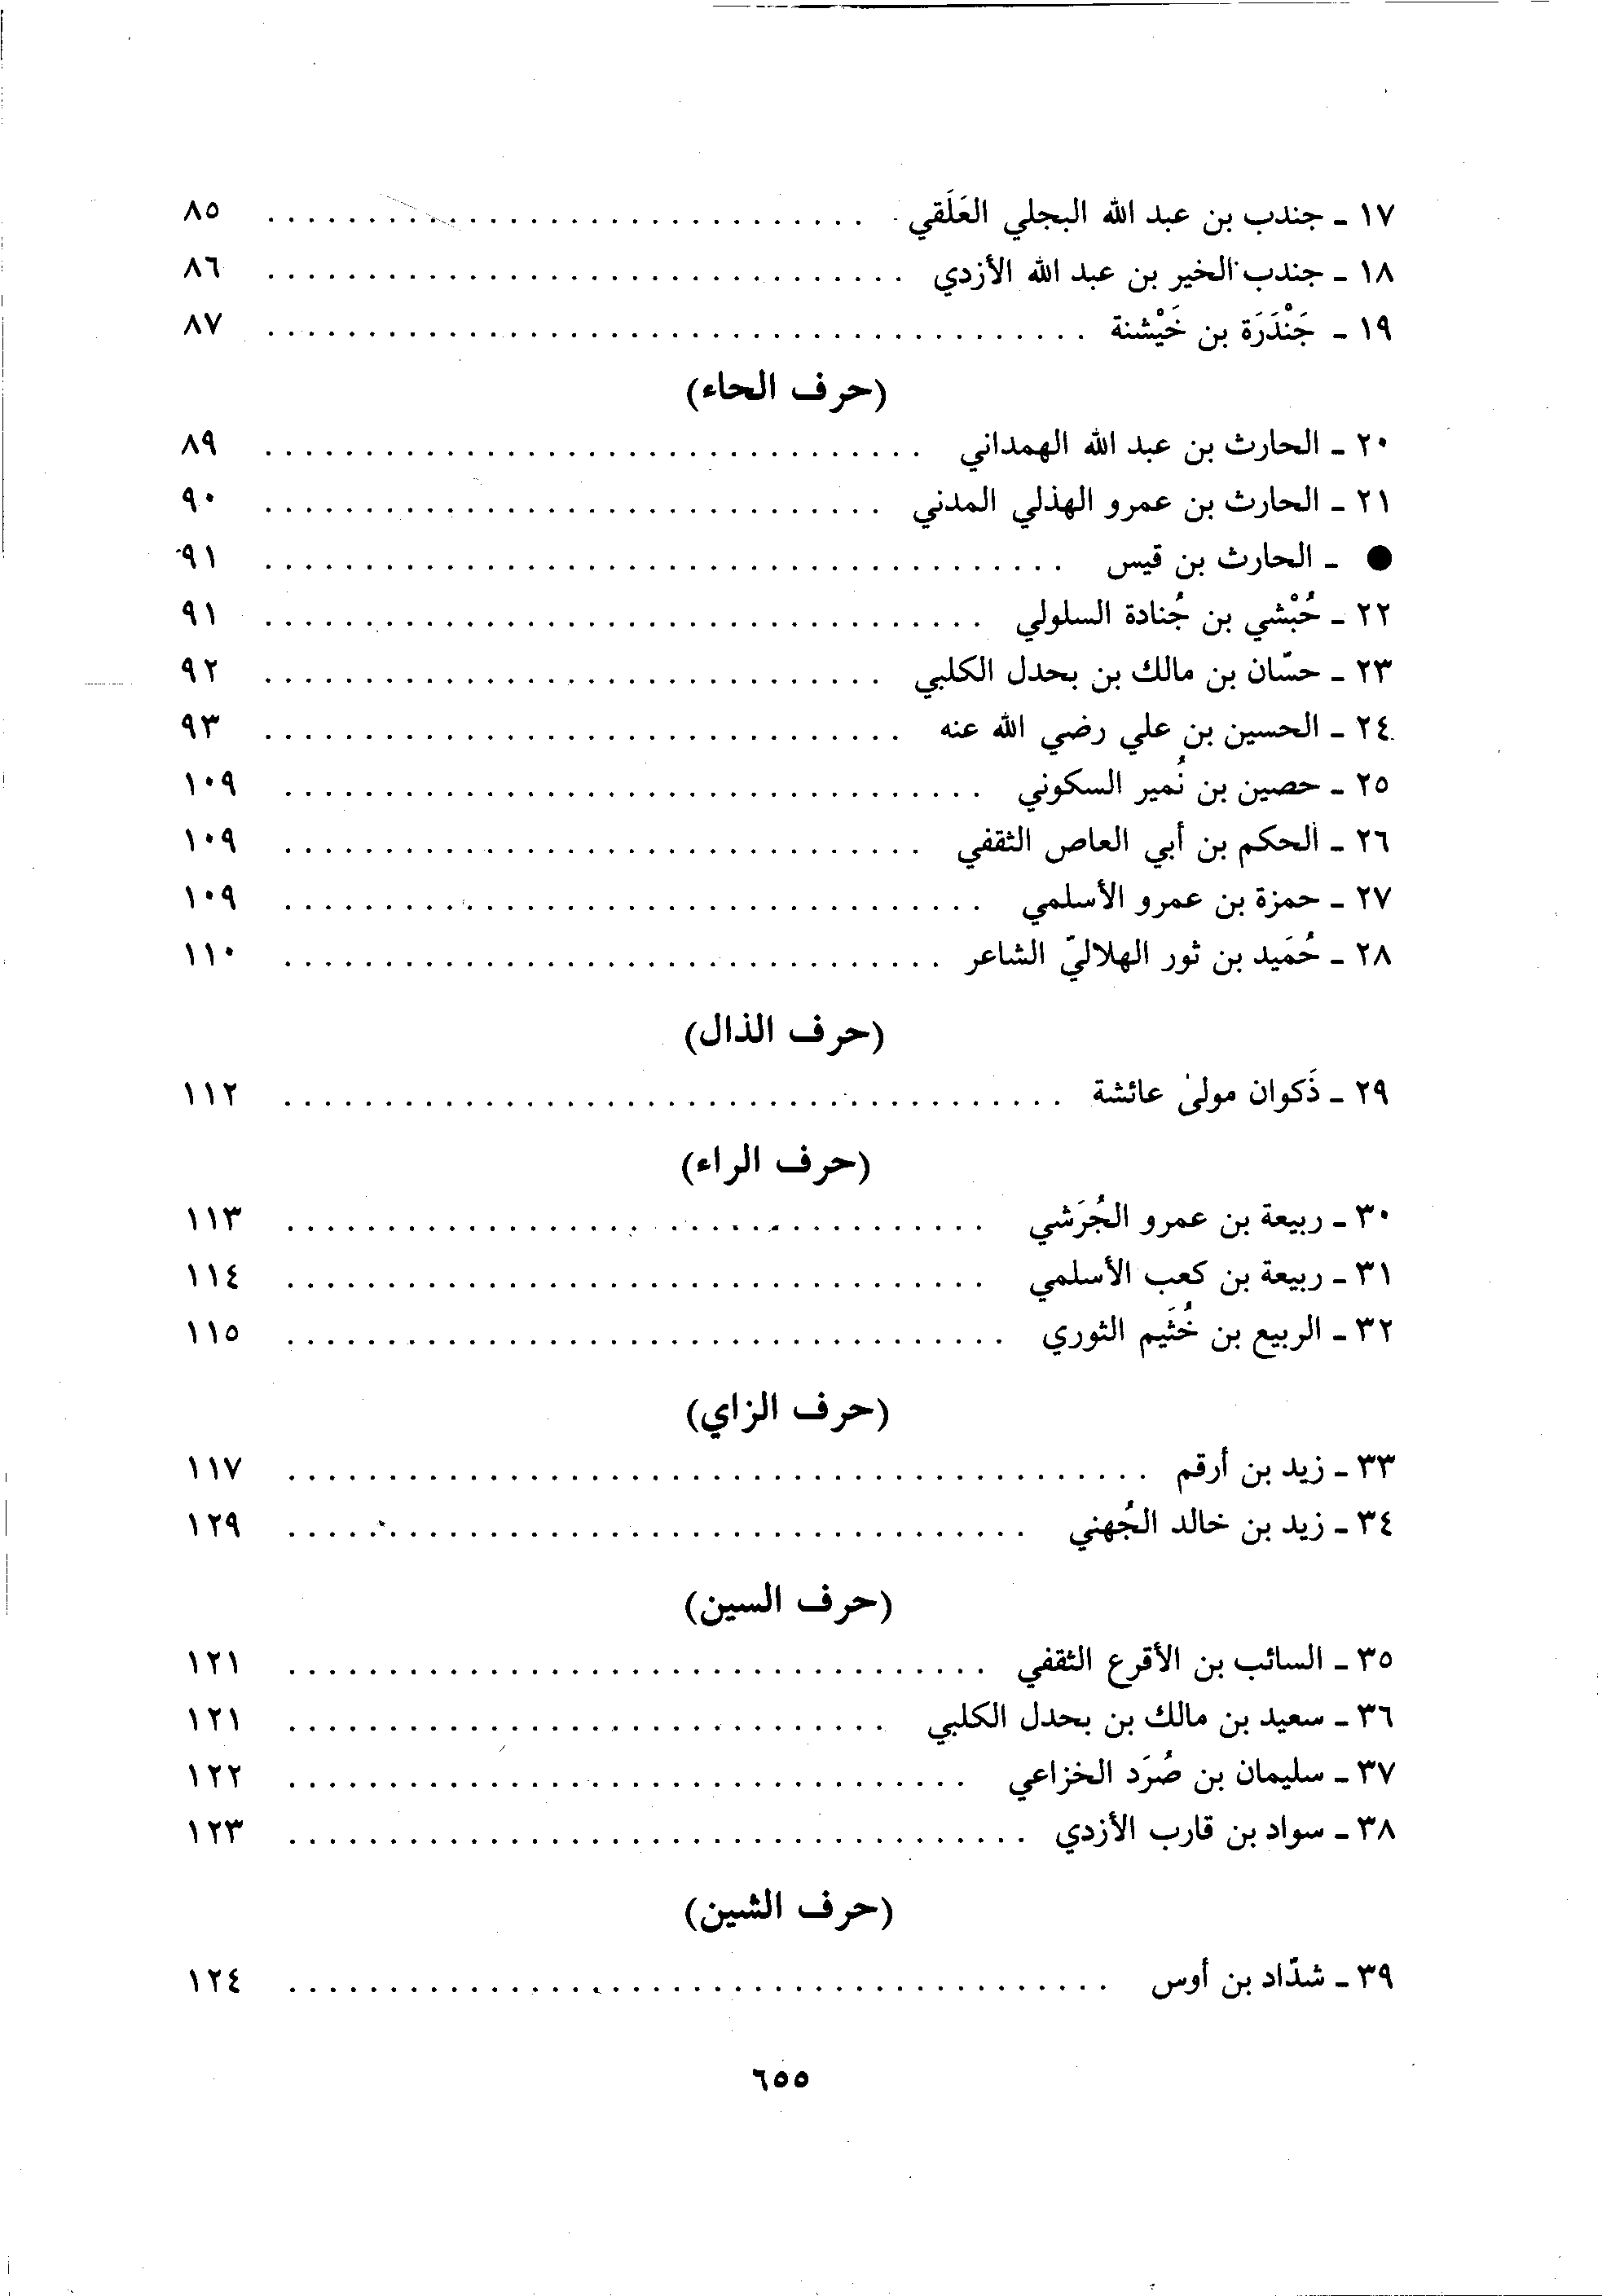 ١٧ ـ جندب بن عبد الله البجلي العَلَقي . . . . . . . . . . . . . . . . . . . . . . . . . . . . . . ٨٥
١٨ ـ جندب الخير بن عبد الله الأزدي . . . . . . . . . . . . . . . . . . . . . . . . . . . . . . ٨٦
١٩ ـ جَنْدَرَة بن خَيْشنة . . . . . . . . . . . . . . . . . . . . . . . . . . . . . . ٨٧
(حرف الحاء)
٢٠ ـ الحارث بن عبد الله الهمداني . . . . . . . . . . . . . . . . . . . . . . . . . . . . . . ٨٩
٢١ ـ الحارث بن عمرو الهذلي المدني . . . . . . . . . . . . . . . . . . . . . . . . . . . . . . ٩٠
● ـ الحارث بن قيس . . . . . . . . . . . . . . . . . . . . . . . . . . . . . . ٩١
٢٢ ـ حُبْشي بن جُنادة السلولي . . . . . . . . . . . . . . . . . . . . . . . . . . . . . . ٩١
٢٣ ـ حسّان بن مالك بن بحدل الكلبي . . . . . . . . . . . . . . . . . . . . . . . . . . . . . . ٩٢
٢٤ ـ الحسين بن علي رضي الله عنه . . . . . . . . . . . . . . . . . . . . . . . . . . . . . . ٩٣
٢٥ ـ حصين بن نُمير السكوني . . . . . . . . . . . . . . . . . . . . . . . . . . . . . . ١٠٩
٢٦ ـ الحكم بن أبي العاص الثقفي . . . . . . . . . . . . . . . . . . . . . . . . . . . . . . ١٠٩
٢٧ ـ حمزة بن عمرو الأسلمي . . . . . . . . . . . . . . . . . . . . . . . . . . . . . . ١٠٩
٢٨ ـ حُمَيد بن ثور الهلاليّ الشاعر . . . . . . . . . . . . . . . . . . . . . . . . . . . . . . ١١٠
(حرف الذال)
٢٩ ـ ذَكوان مولىٰ عائشة . . . . . . . . . . . . . . . . . . . . . . . . . . . . . . ١١٢
(حرف الراء)
٣٠ ـ ربيعة بن عمرو الجُرَشي . . . . . . . . . . . . . . . . . . . . . . . . . . . . . . ١١٣
٣١ ـ ربيعة بن كعب الأسلمي . . . . . . . . . . . . . . . . . . . . . . . . . . . . . . ١١٤
٣٢ ـ الربيع بن خُثَيم الثوري . . . . . . . . . . . . . . . . . . . . . . . . . . . . . . ١١٥
(حرف الزاي)
٣٣ ـ زيد بن أرقم . . . . . . . . . . . . . . . . . . . . . . . . . . . . . . ١١٧
٣٤ ـ زيد بن خالد الجُهني . . . . . . . . . . . . . . . . . . . . . . . . . . . . . . ١٢٩
(حرف السين)
٣٥ ـ السائب بن الأقرع الثقفي . . . . . . . . . . . . . . . . . . . . . . . . . . . . . . ١٢١
٣٦ ـ سعيد بن مالك بن بحدل الكلبي . . . . . . . . . . . . . . . . . . . . . . . . . . . . . . ١٢١
٣٧ ـ سليمان بن صُرَد الخزاعي . . . . . . . . . . . . . . . . . . . . . . . . . . . . . . ١٢٢
٣٨ ـ سواد بن قارب الأزدي . . . . . . . . . . . . . . . . . . . . . . . . . . . . . . ١٢٣
(حرف الشين)
٣٩ ـ شدّاد بن أوس . . . . . . . . . . . . . . . . . . . . . . . . . . . . . . ١٢٤
٦٥٥